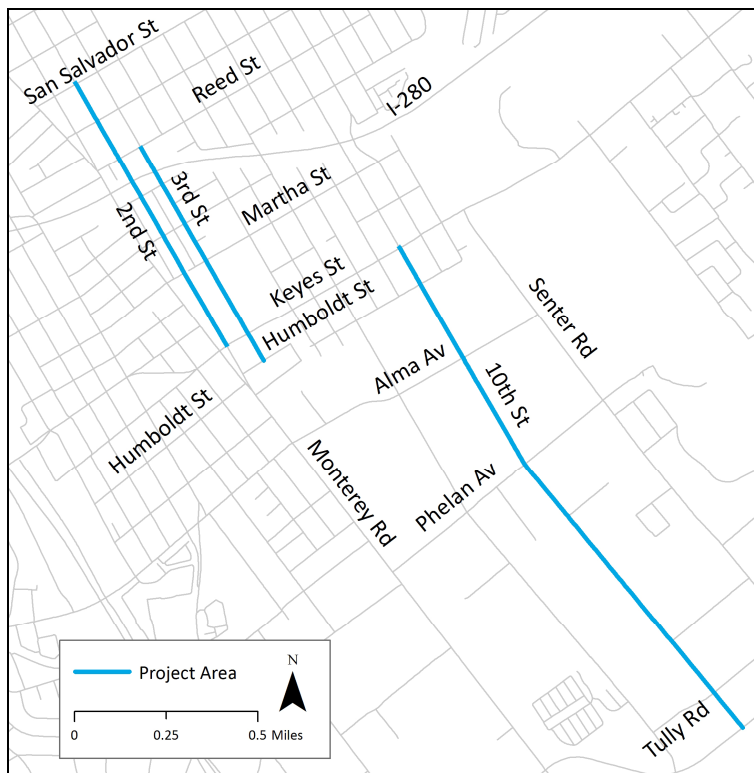 San Salvador St
Reed St
I-280
3rd St
Martha St
2nd St
Keyes St
Humboldt St
Senter Rd
Alma Av
10th St
Humboldt St
Monterey Rd
Phelan Av
Tully Rd
Project Area
N
0 0.25 0.5 Miles